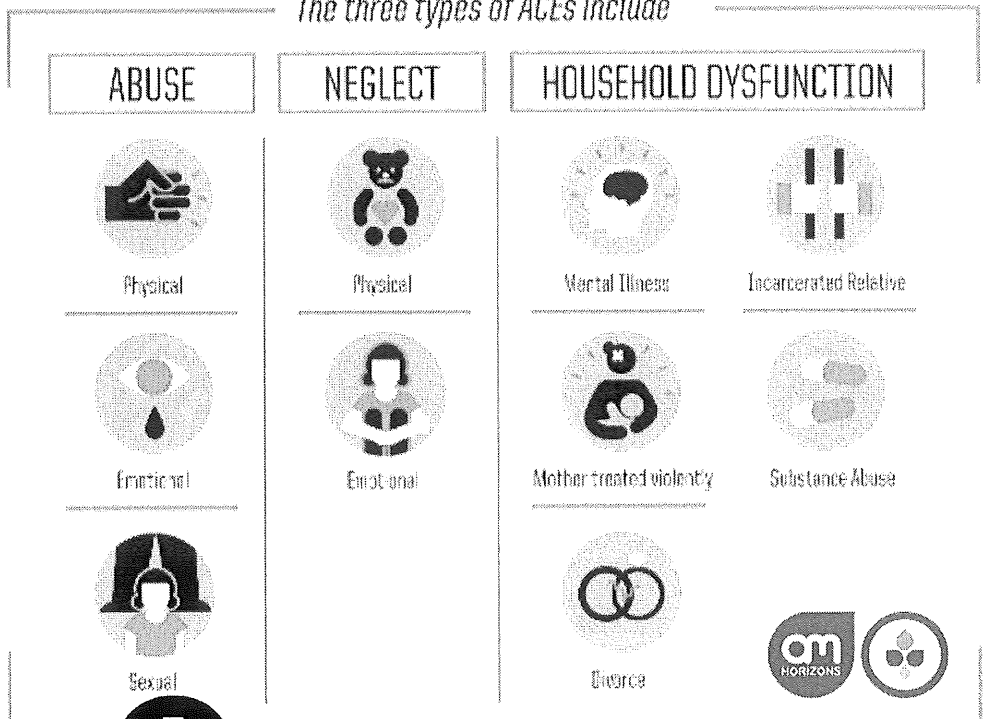 The three types of ACEs include
ABUSE
NEGLECT
HOUSEHOLD DYSFUNCTION
Physical
Physical
Mental Illness
Incarcerated Relative
Emotional
Emotional
Mother treated violently
Substance Abuse
Sexual
Divorce
am
HORIZONS